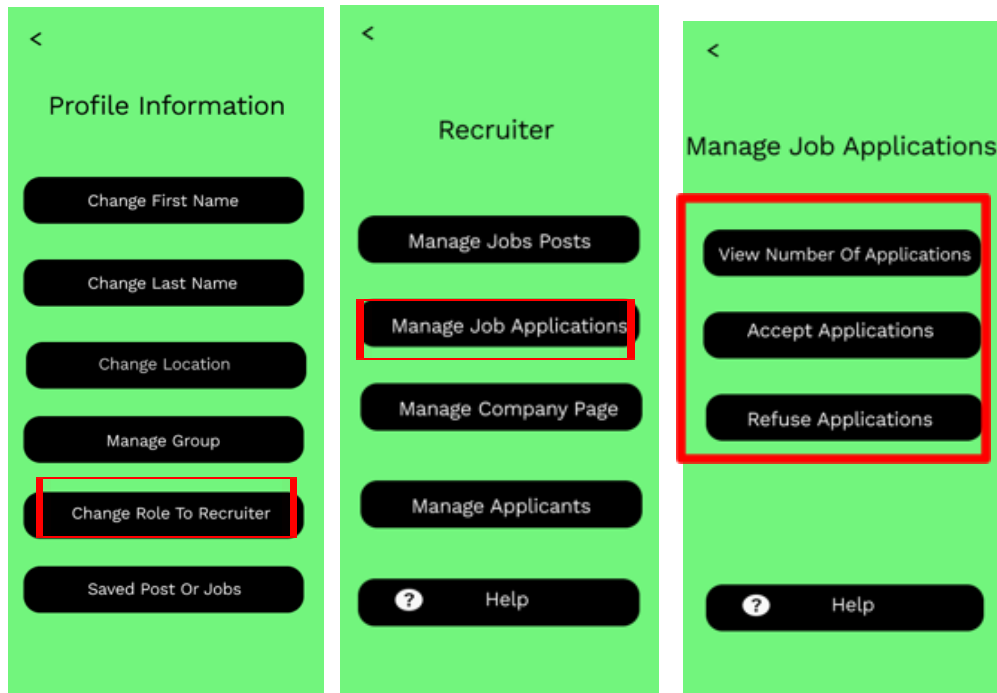 <
Profile Information
Change First Name
Change Last Name
Change Location
Manage Group
Change Role To Recruiter
Saved Post Or Jobs
<
Recruiter
Manage Jobs Posts
Manage Job Applications
Manage Company Page
Manage Applicants
? Help
<
Manage Job Applications
View Number Of Applications
Accept Applications
Refuse Applications
? Help